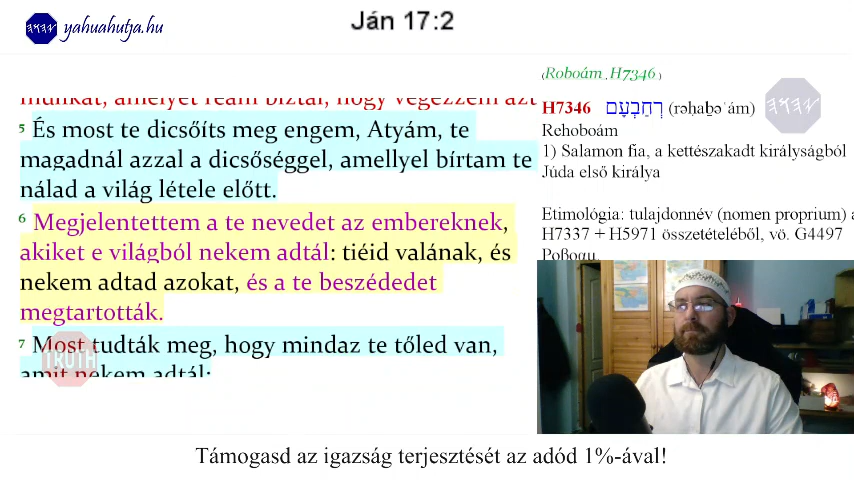 yahuahutja.hu
Ján 17:2
munkát, amelyet reám bíztál, hogy végezzem azt
5 És most te dicsőíts meg engem, Atyám, te
magadnál azzal a dicsőséggel, amellyel bírtam te
nálad a világ létele előtt.
6 Megjelentettem a te nevedet az embereknek,
akiket e világból nekem adtál: tiéid valának, és
nekem adtad azokat, és a te beszédedet
megtartották.
7 Most tudták meg, hogy mindaz te tőled van,
amit nekem adtál:
TRUTH
(Roboám , H7346 )
H7346 רְחַבְעָם (rəḥaḇəʿám)
Rehoboám
1) Salamon fia, a kettészakadt királyságból
Júda első királya
Etimológia: tulajdonnév (nomen proprium) a
H7337 + H5971 összetételéből, vö. G4497
Ροβοαμ.
Támogasd az igazság terjesztését az adód 1%-ával!